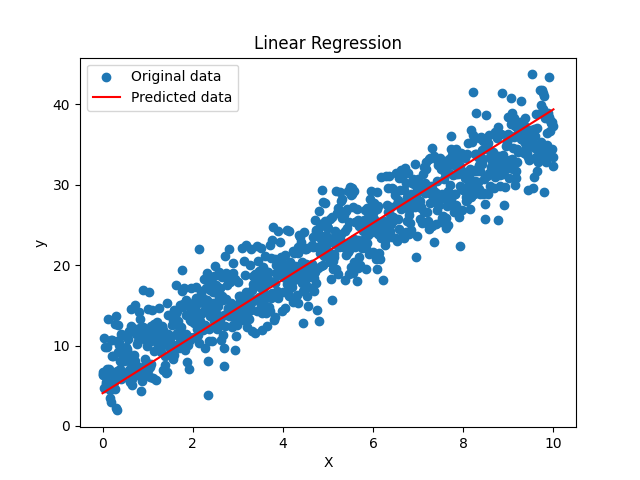 Linear Regression
Original data
Predicted data
40
30
20
10
0
y
0 2 4 6 8 10
X